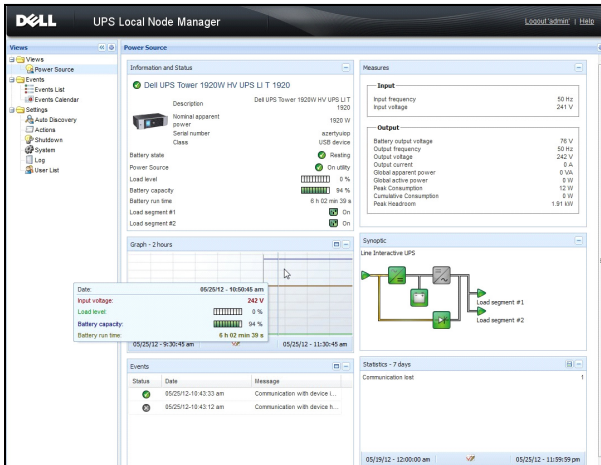 DELL UPS Local Node Manager
Logout 'admin' | Help
Views
Views
Power Source
Events
Events List
Events Calendar
Settings
Auto Discovery
Actions
Shutdown
System
Log
User List
Power Source
Information and Status
Dell UPS Tower 1920W HV UPS LI T 1920
Description Dell UPS Tower 1920W HV UPS LI T
1920
Nominal apparent 1920 W
power
Serial number azertyuiop
Class USB device
Battery state Resting
Power Source On utility
Load level 0 %
Battery capacity 94 %
Battery run time 6 h 02 min 39 s
Load segment #1 On
Load segment #2 On
Graph - 2 hours
Date: 05/25/12 - 10:50:45 am
Input voltage: 242 V
Load level: 0 %
Battery capacity: 94 %
Battery run time: 6 h 02 min 39 s
05/25/12 - 9:30:45 am 05/25/12 - 11:30:45 am
Events
Status Date Message
05/25/12-10:43:33 am Communication with device i...
05/25/12-10:43:12 am Communication with device h...
Measures
Input
Input frequency 50 Hz
Input voltage 241 V
Output
Battery output voltage 76 V
Output frequency 50 Hz
Output voltage 242 V
Output current 0 A
Global apparent power 0 VA
Global active power 0 W
Peak Consumption 12 W
Cumulative Consumption 0 W
Peak Headroom 1.91 kW
Synoptic
Line Interactive UPS
Load segment #1
Load segment #2
Statistics - 7 days
Communication lost 1
05/19/12 - 12:00:00 am 05/25/12 - 11:59:59 pm